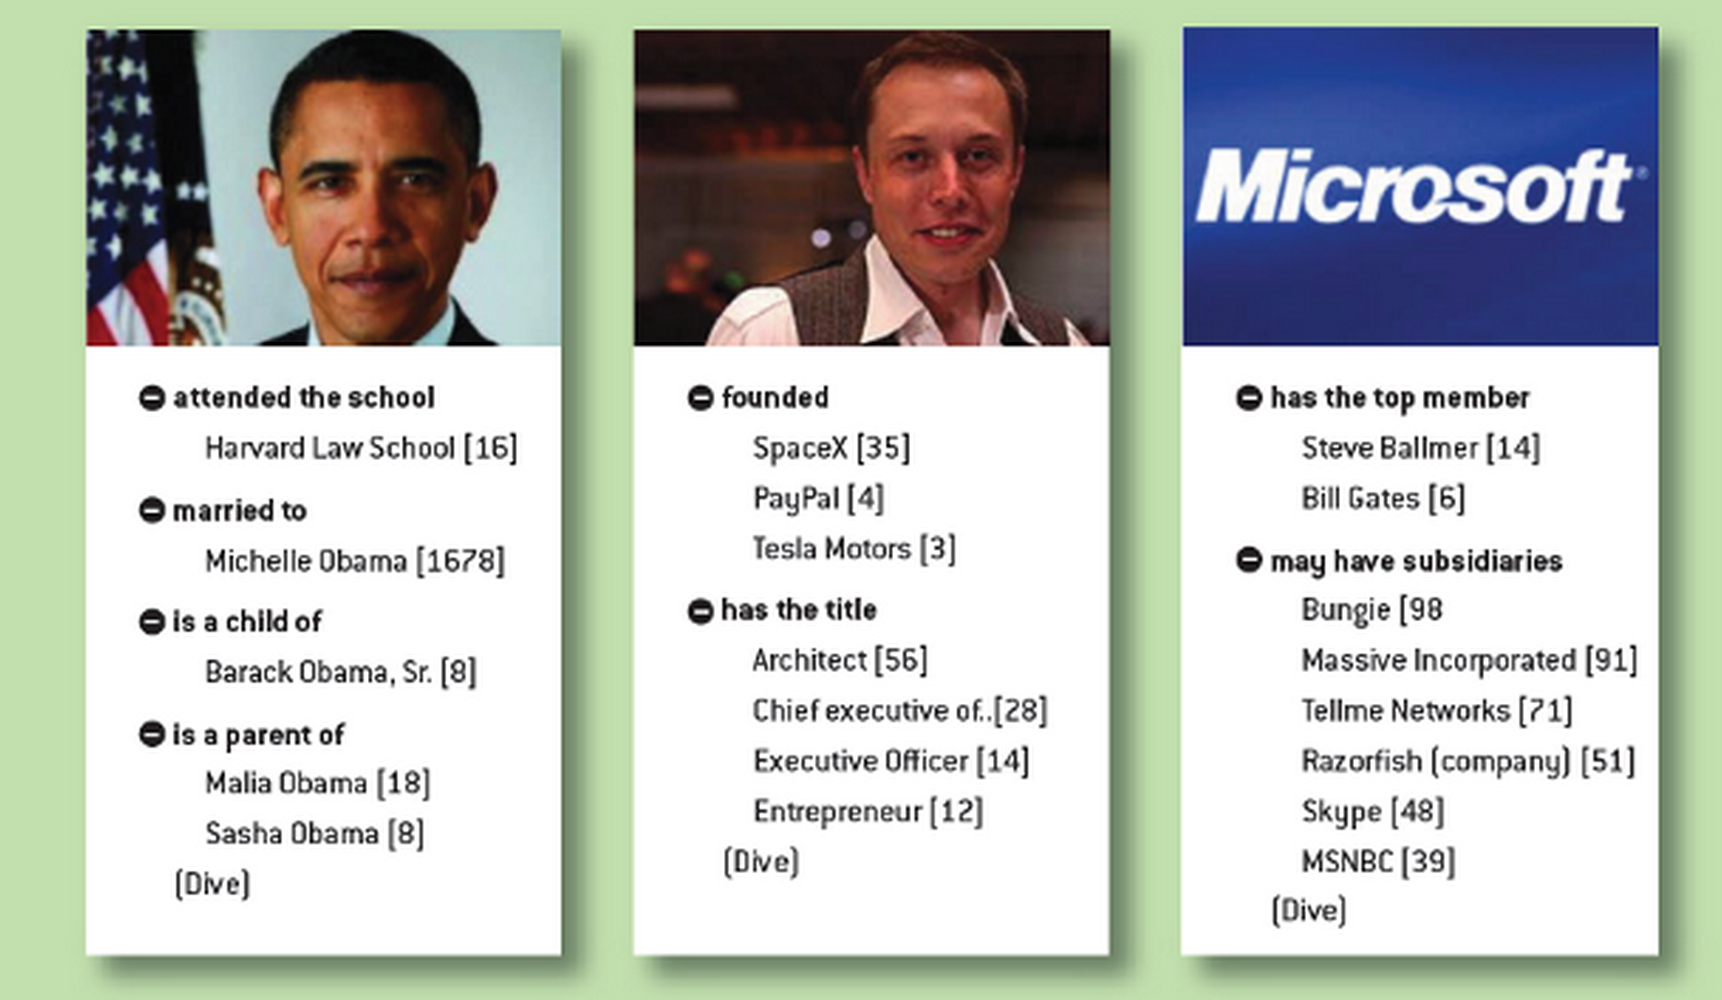 attended the school
Harvard Law School [16]
married to
Michelle Obama [1678]
is a child of
Barack Obama, Sr. [8]
is a parent of
Malia Obama [18]
Sasha Obama [8]
(Dive)
founded
SpaceX [35]
PayPal [4]
Tesla Motors [3]
has the title
Architect [56]
Chief executive of..[28]
Executive Officer [14]
Entrepreneur [12]
(Dive)
Microsoft®
has the top member
Steve Ballmer [14]
Bill Gates [6]
may have subsidiaries
Bungie [98
Massive Incorporated [91]
Tellme Networks [71]
Razorfish (company) [51]
Skype [48]
MSNBC [39]
(Dive)